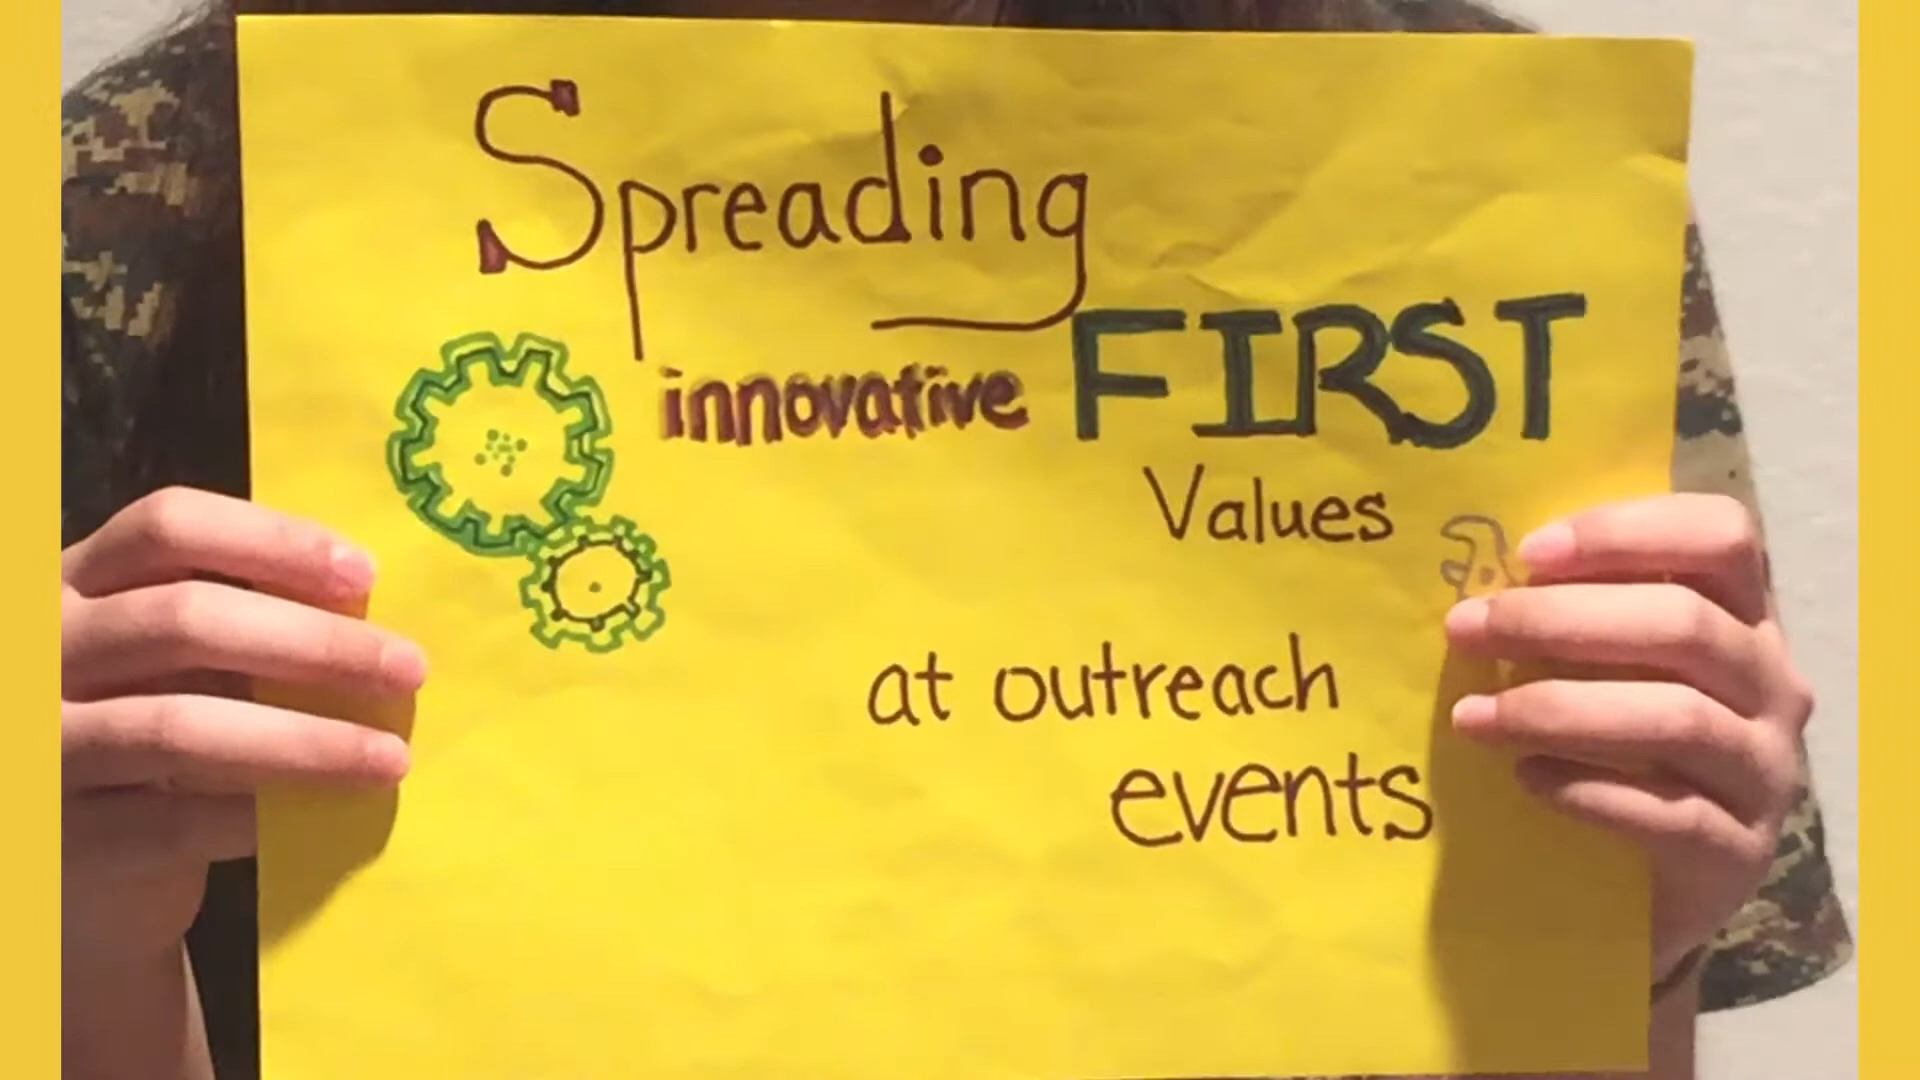 Spreading
innovative FIRST
Values
at outreach
events